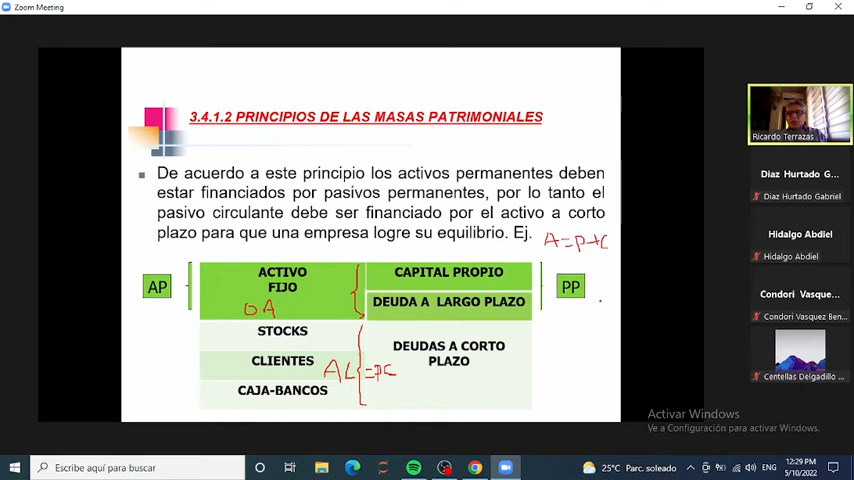 Zoom Meeting
3.4.1.2 PRINCIPIOS DE LAS MASAS PATRIMONIALES
De acuerdo a este principio los activos permanentes deben
estar financiados por pasivos permanentes, por lo tanto el
pasivo circulante debe ser financiado por el activo a corto
plazo para que una empresa logre su equilibrio. Ej.
A=P+C
AP
ACTIVO
FIJO
OA
CAPITAL PROPIO
DEUDA A LARGO PLAZO
PP
STOCKS
CLIENTES
CAJA-BANCOS
AC
=PC
DEUDAS A CORTO
PLAZO
Ricardo Terrazas
Diaz Hurtado G...
Diaz Hurtado Gabriel
Hidalgo Abdiel
Hidalgo Abdiel
Condori Vasque...
Condori Vasquez Ben...
Centellas Delgadillo ...
Activar Windows
Ve a Configuración para activar Windows.
Escribe aquí para buscar
25°C Parc. soleado
ENG
12:29 PM
5/10/2022